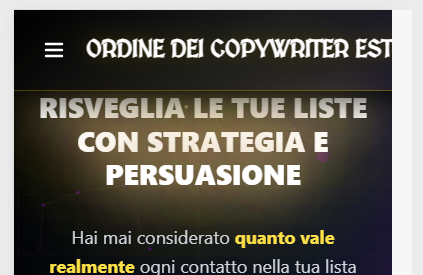 ORDINE DEI COPYWRITER EST
RISVEGLIA LE TUE LISTE
CON STRATEGIA E
PERSUASIONE
Hai mai considerato quanto vale
realmente ogni contatto nella tua lista